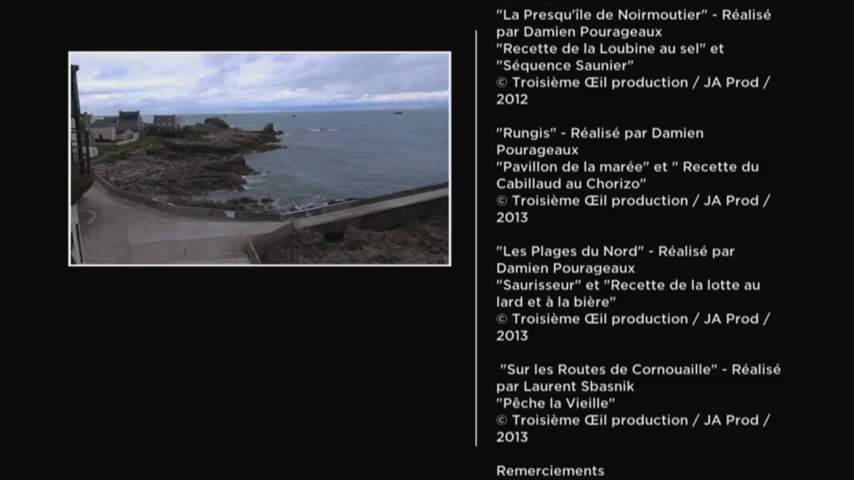 "La Presqu'île de Noirmoutier" - Réalisé
par Damien Pourageaux
"Recette de la Loubine au sel" et
"Séquence Saunier"
© Troisième Œil production / JA Prod /
2012
"Rungis" - Réalisé par Damien
Pourageaux
"Pavillon de la marée" et " Recette du
Cabillaud au Chorizo"
© Troisième Œil production / JA Prod /
2013
"Les Plages du Nord" - Réalisé par
Damien Pourageaux
"Saurisseur" et "Recette de la lotte au
lard et à la bière"
© Troisième Œil production / JA Prod /
2013
"Sur les Routes de Cornouaille" - Réalisé
par Laurent Sbasnik
"Pêche la Vieille"
© Troisième Œil production / JA Prod /
2013
Remerciements